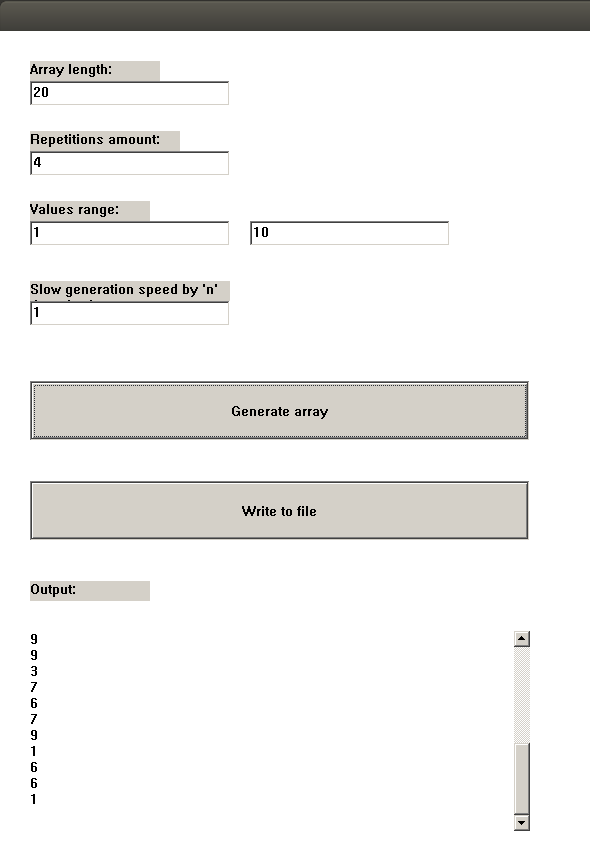 Array length:
20
Repetitions amount:
4
Values range:
1 10
Slow generation speed by 'n'
1
Generate array
Write to file
Output:
9
9
3
7
6
7
9
1
6
6
1